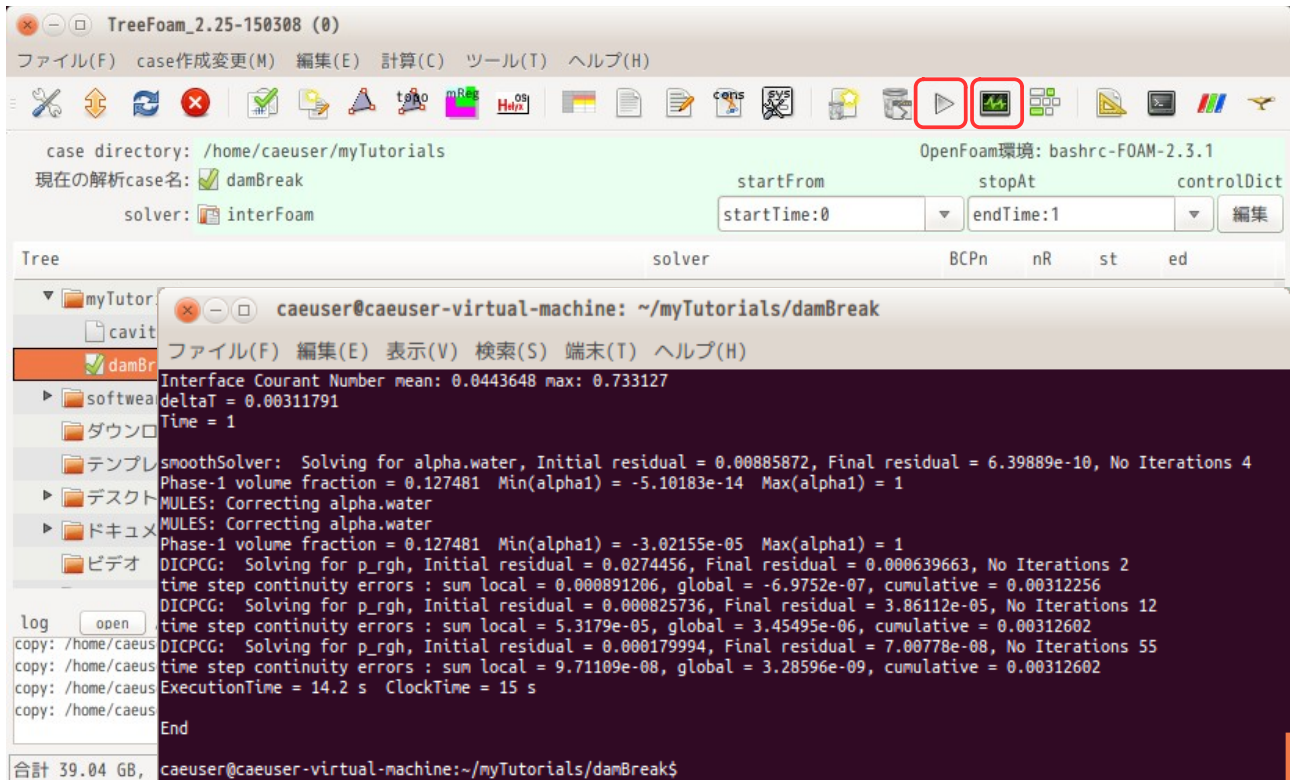 TreeFoam_2.25-150308 (0)
ファイル(F) case作成変更(M) 編集(E) 計算(C) ツール(T) ヘルプ(H)
topo mReg OS Helyx cons sys
case directory: /home/caeuser/myTutorials OpenFoam環境: bashrc-FOAM-2.3.1
現在の解析case名: damBreak startFrom stopAt controlDict
solver: interFoam startTime:0 endTime:1 編集
Tree solver BCPn nR st ed
myTutor
cavit
damBr
softwea
ダウンロ
テンプレ
デスクト
ドキュメ
ビデオ
log open
copy: /home/caeus
copy: /home/caeus
copy: /home/caeus
copy: /home/caeus
合計 39.04 GB,
caeuser@caeuser-virtual-machine: ~/myTutorials/damBreak
ファイル(F) 編集(E) 表示(V) 検索(S) 端末(T) ヘルプ(H)
Interface Courant Number mean: 0.0443648 max: 0.733127
deltaT = 0.00311791
Time = 1
smoothSolver:  Solving for alpha.water, Initial residual = 0.00885872, Final residual = 6.39889e-10, No Iterations 4
Phase-1 volume fraction = 0.127481  Min(alpha1) = -5.10183e-14  Max(alpha1) = 1
MULES: Correcting alpha.water
MULES: Correcting alpha.water
Phase-1 volume fraction = 0.127481  Min(alpha1) = -3.02155e-05  Max(alpha1) = 1
DICPCG:  Solving for p_rgh, Initial residual = 0.0274456, Final residual = 0.000639663, No Iterations 2
time step continuity errors : sum local = 0.000891206, global = -6.9752e-07, cumulative = 0.00312256
DICPCG:  Solving for p_rgh, Initial residual = 0.000825736, Final residual = 3.86112e-05, No Iterations 12
time step continuity errors : sum local = 5.3179e-05, global = 3.45495e-06, cumulative = 0.00312602
DICPCG:  Solving for p_rgh, Initial residual = 0.000179994, Final residual = 7.00778e-08, No Iterations 55
time step continuity errors : sum local = 9.71109e-08, global = 3.28596e-09, cumulative = 0.00312602
ExecutionTime = 14.2 s  ClockTime = 15 s
End
caeuser@caeuser-virtual-machine:~/myTutorials/damBreak$